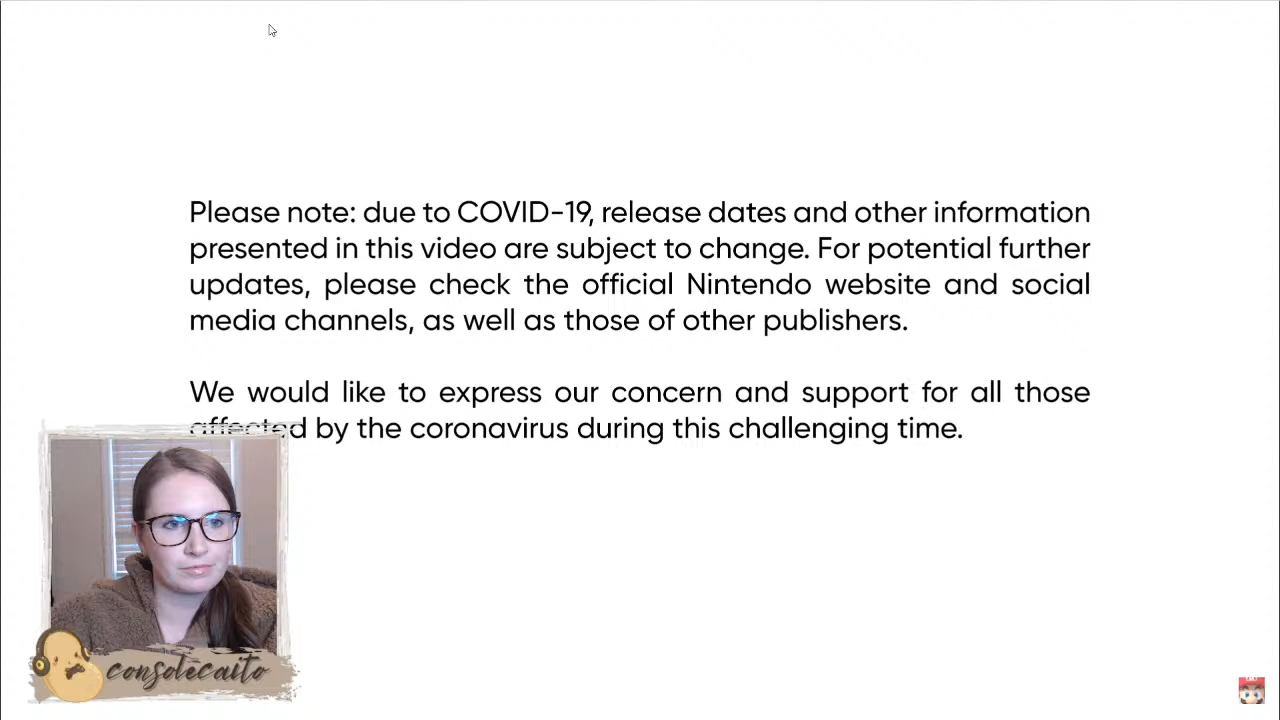 Please note: due to COVID-19, release dates and other information
presented in this video are subject to change. For potential further
updates, please check the official Nintendo website and social
media channels, as well as those of other publishers.
We would like to express our concern and support for all those
affected by the coronavirus during this challenging time.
consolecaito